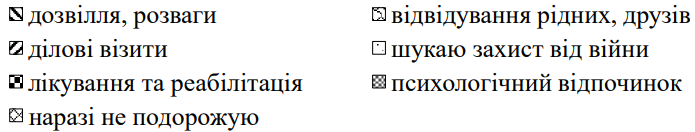 дозвілля, розваги
відвідування рідних, друзів
ділові візити
шукаю захист від війни
лікування та реабілітація
психологічний відпочинок
наразі не подорожую